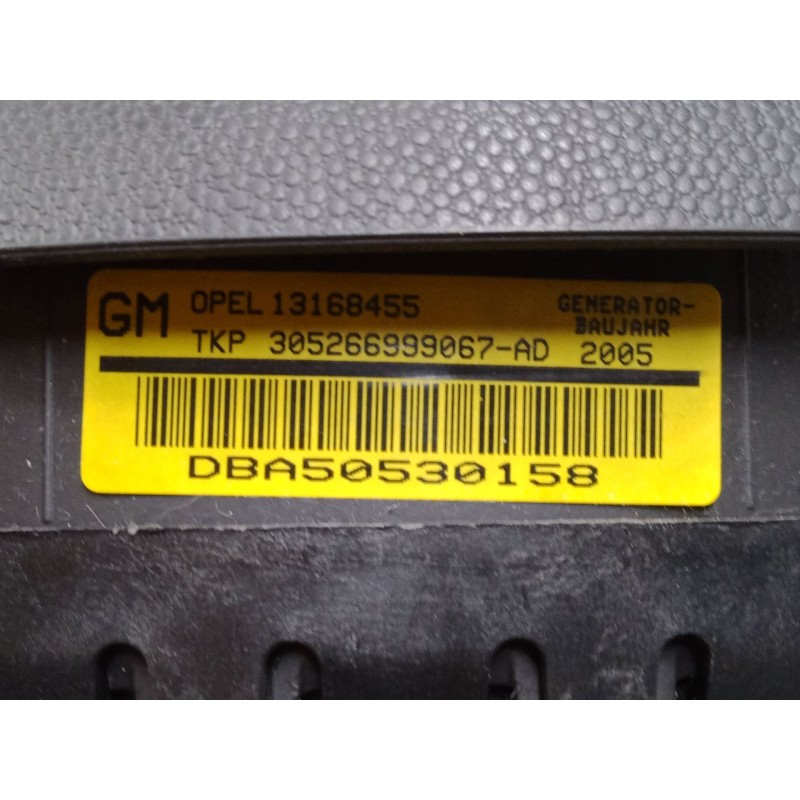 GM OPEL 13168455 GENERATOR-
BAUJAHR
TKP 305266999067-AD 2005
DBA50530158